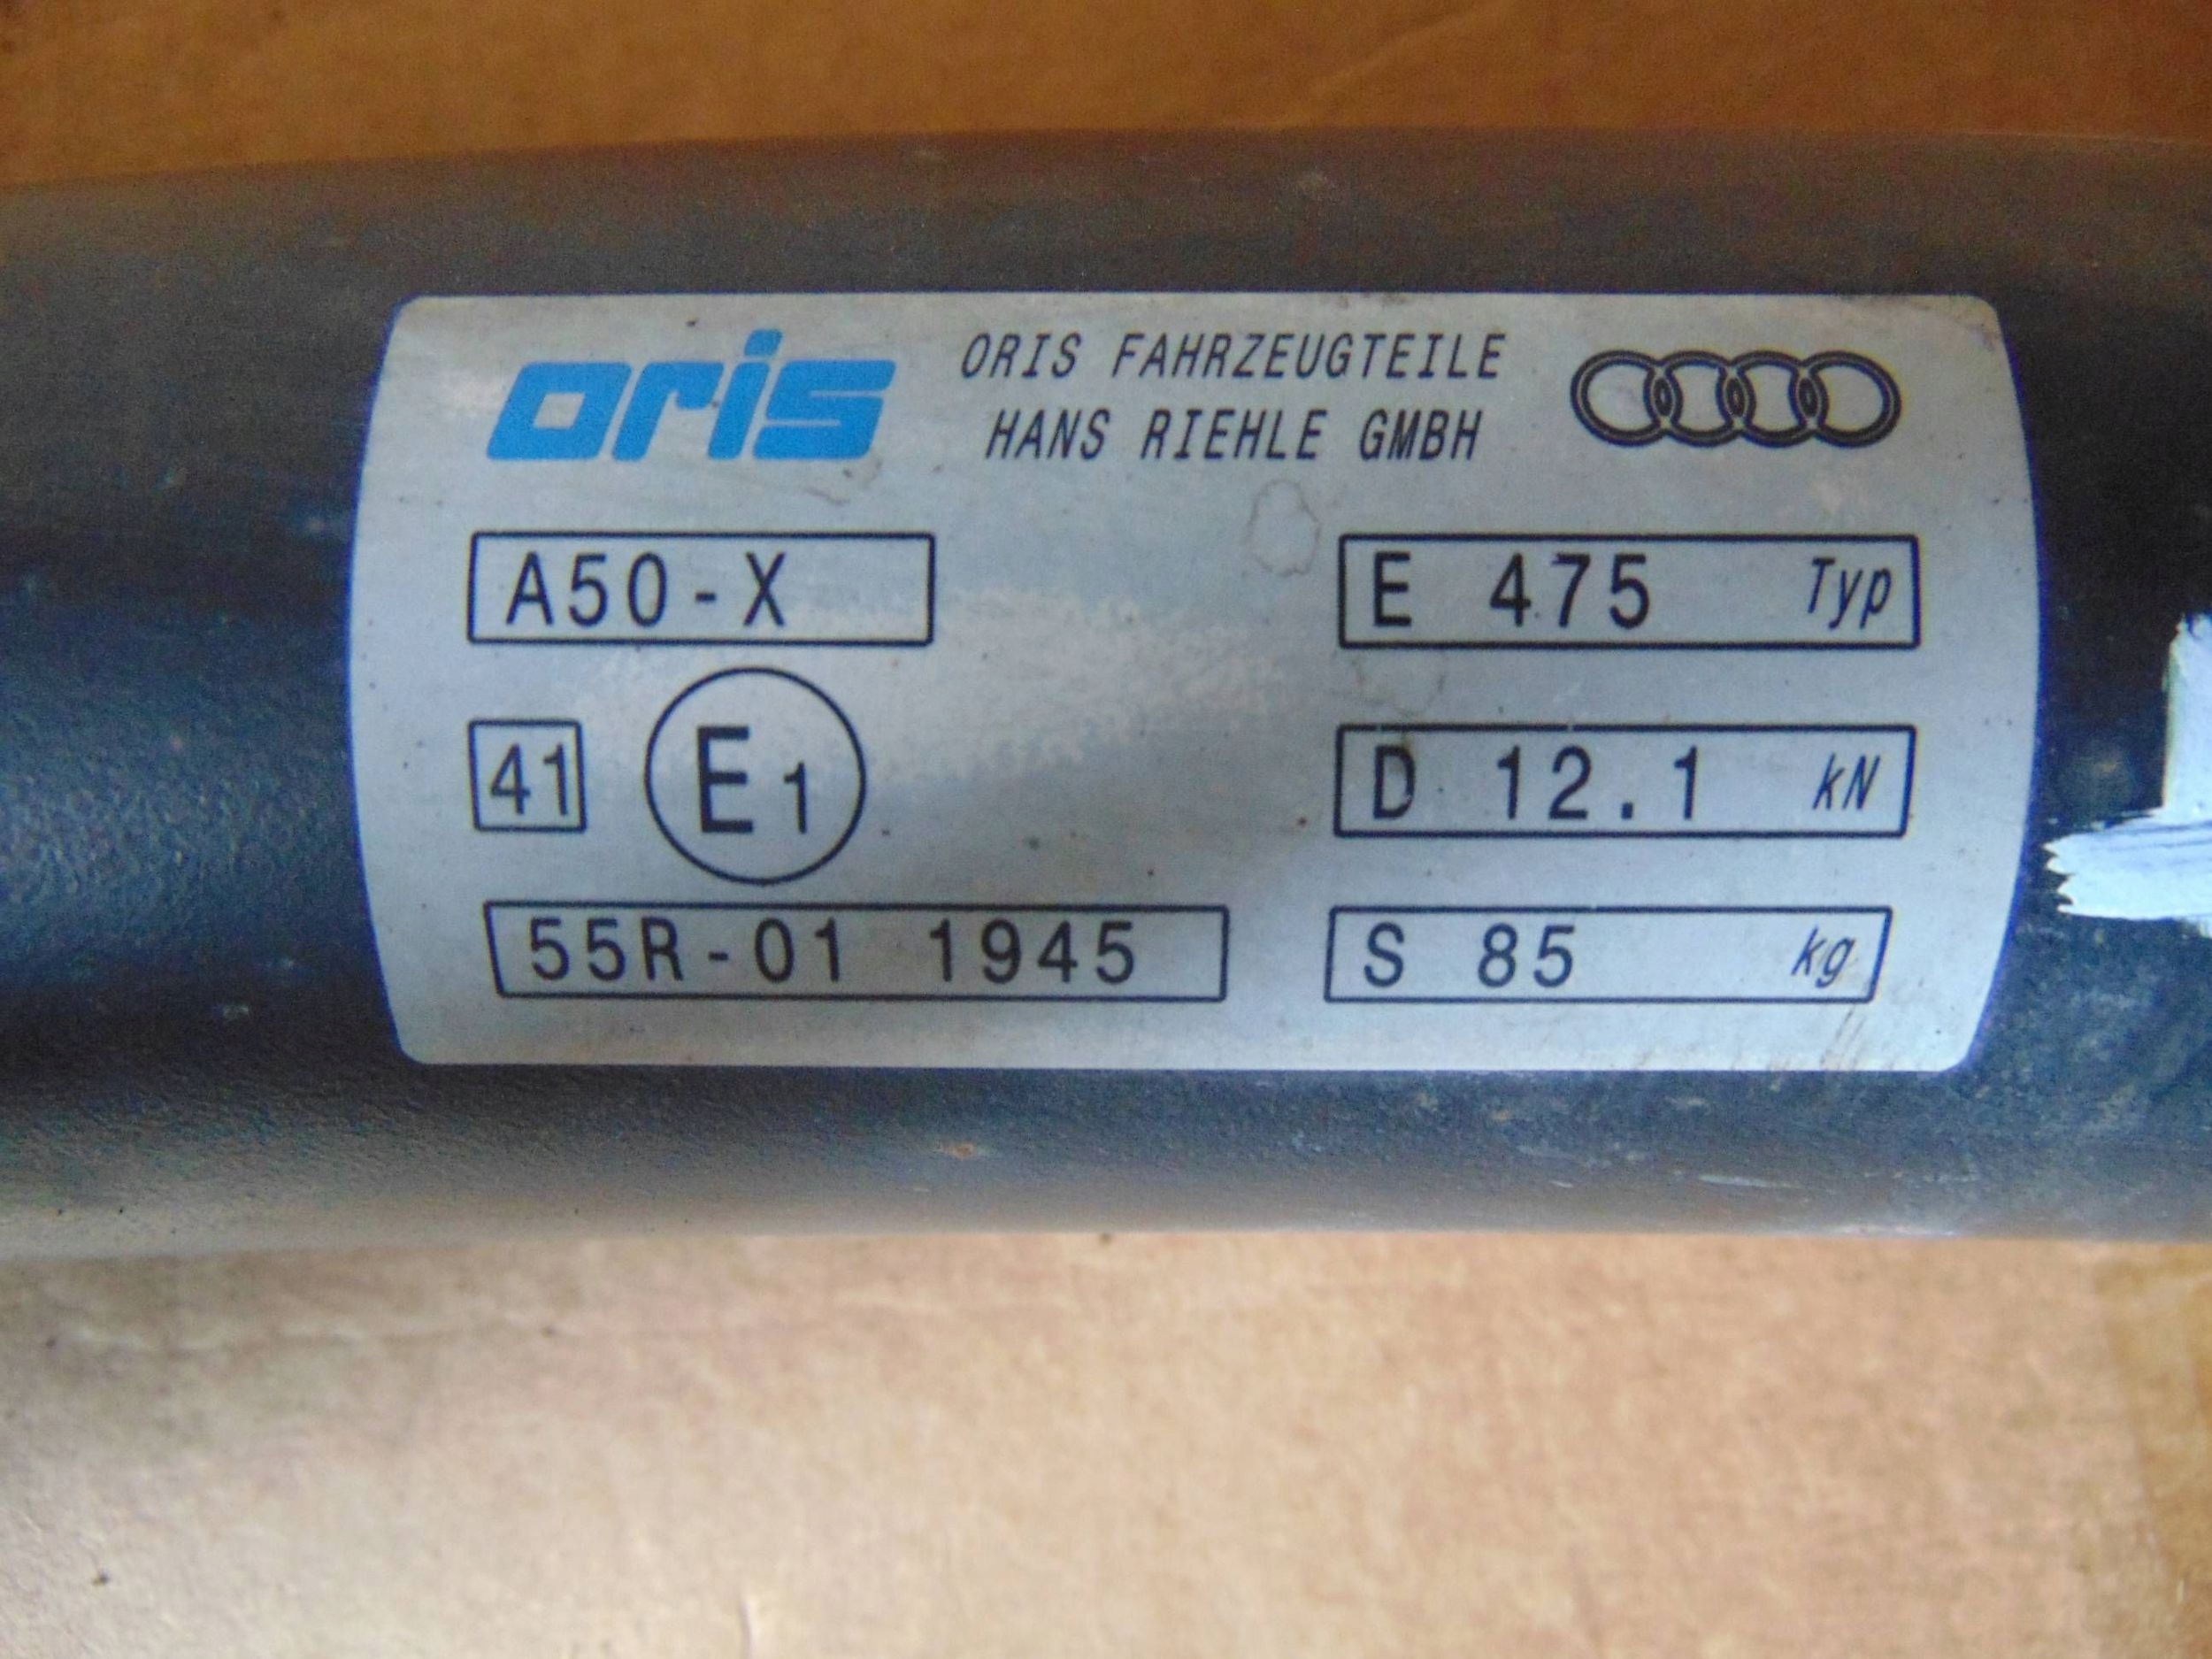 oris
ORIS FAHRZEUGTEILE
HANS RIEHLE GMBH
A50-X
E 475 Typ
41 E1
D 12.1 kN
55R-01 1945
S 85 kg